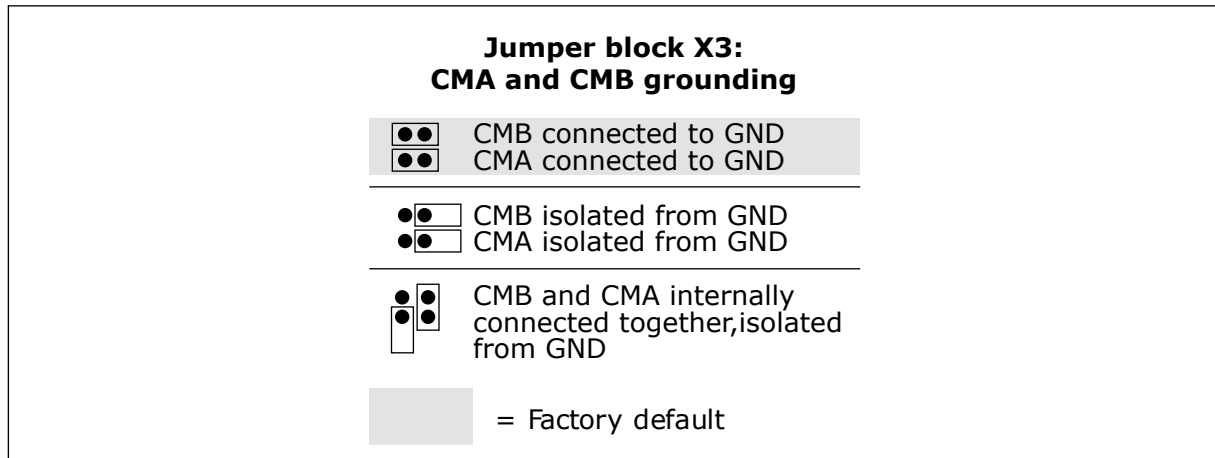 Jumper block X3:
CMA and CMB grounding
CMB connected to GND
CMA connected to GND
CMB isolated from GND
CMA isolated from GND
CMB and CMA internally
connected together,isolated
from GND
= Factory default